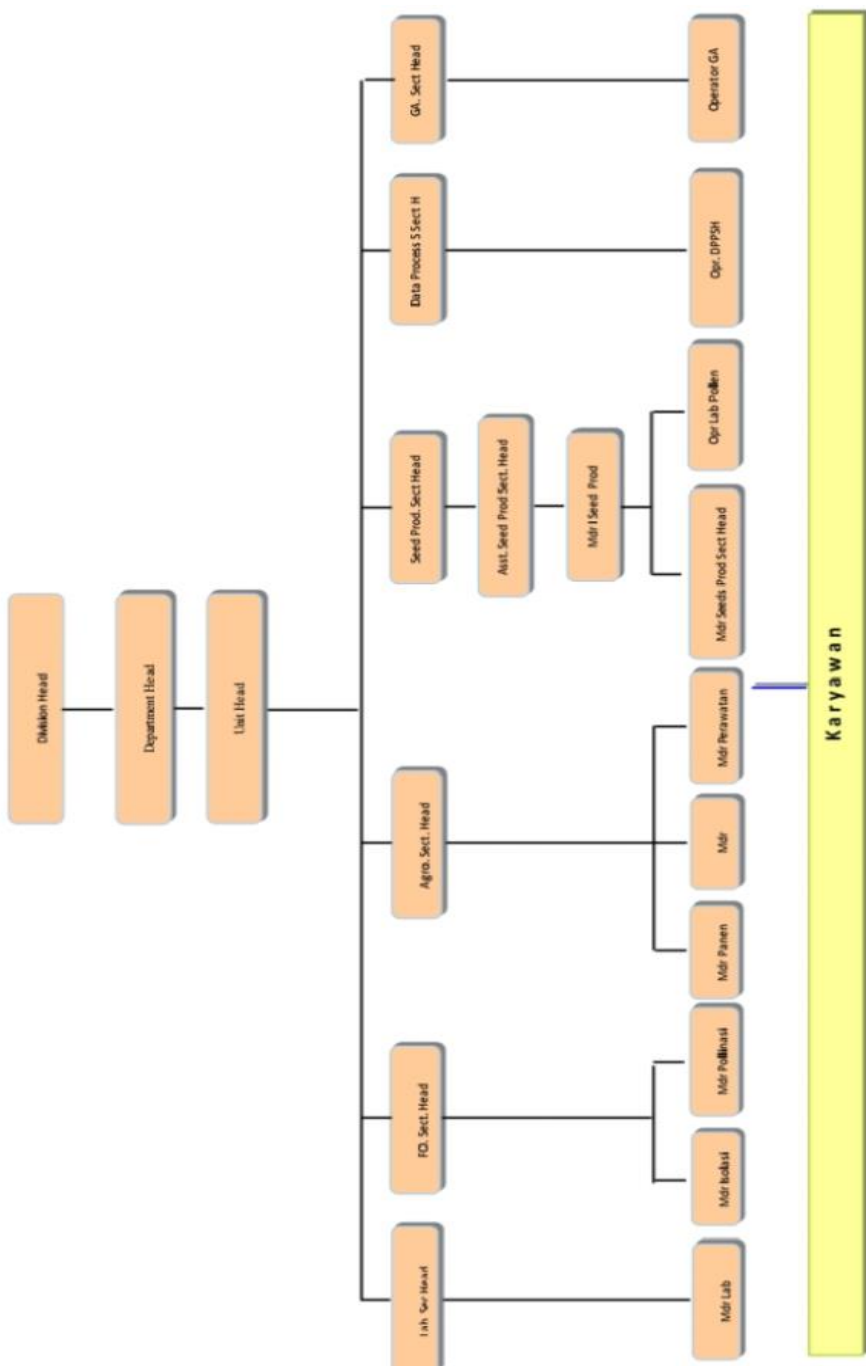 Division Head
Department Head
Unit Head
Lab. Sec Head
FCI. Sect. Head
Agro. Sect. Head
Seed Prod. Sect Head
Data Process S Sect H
GA. Sect Head
Asst. Seed Prod Sect. Head
Mdr I Seed Prod
Mdr Lab
Mdr Isolasi
Mdr Pollinasi
Mdr Panen
Mdr
Mdr Perawatan
Mdr Seeds Prod Sect Head
Opr Lab Pollen
Opr. DPPSH
Operator GA
Karyawan